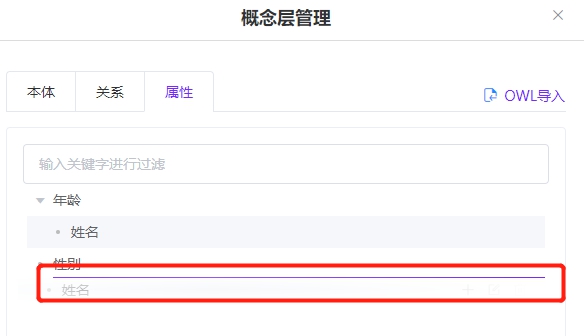 概念层管理
本体 关系 属性 OWL导入
输入关键字进行过滤
年龄
姓名
性别
姓名